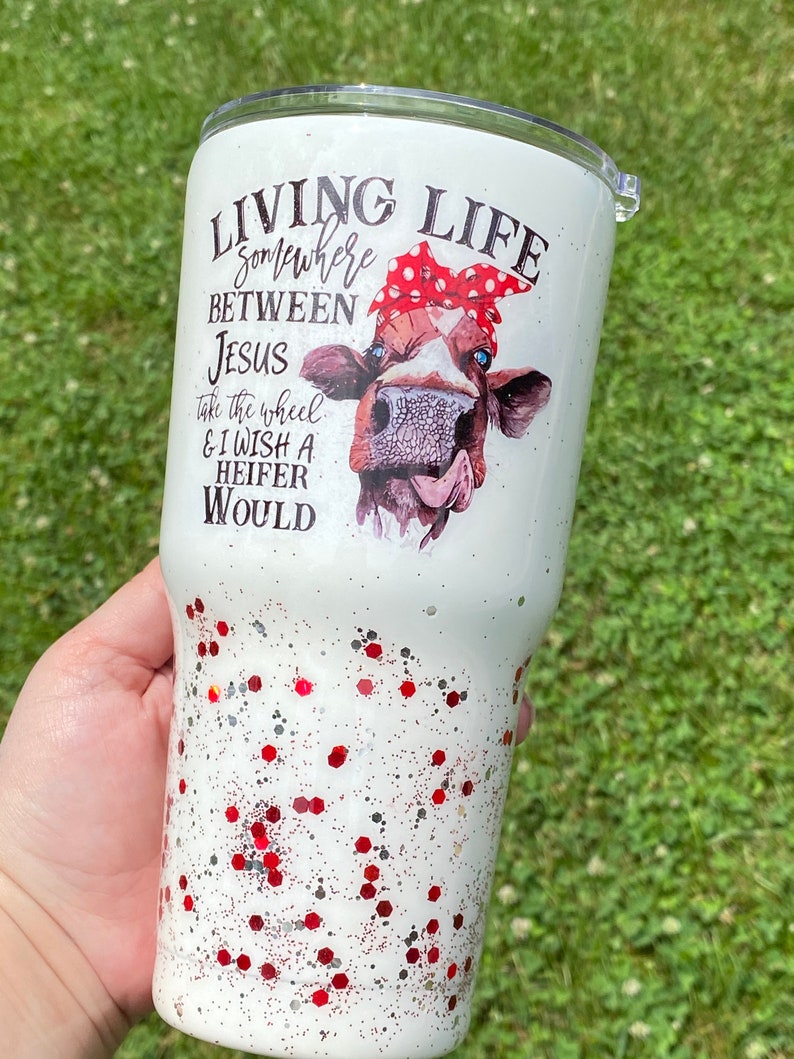 LIVING LIFE
somewhere
BETWEEN
JESUS
take the wheel
& I WISH A
HEIFER
WOULD